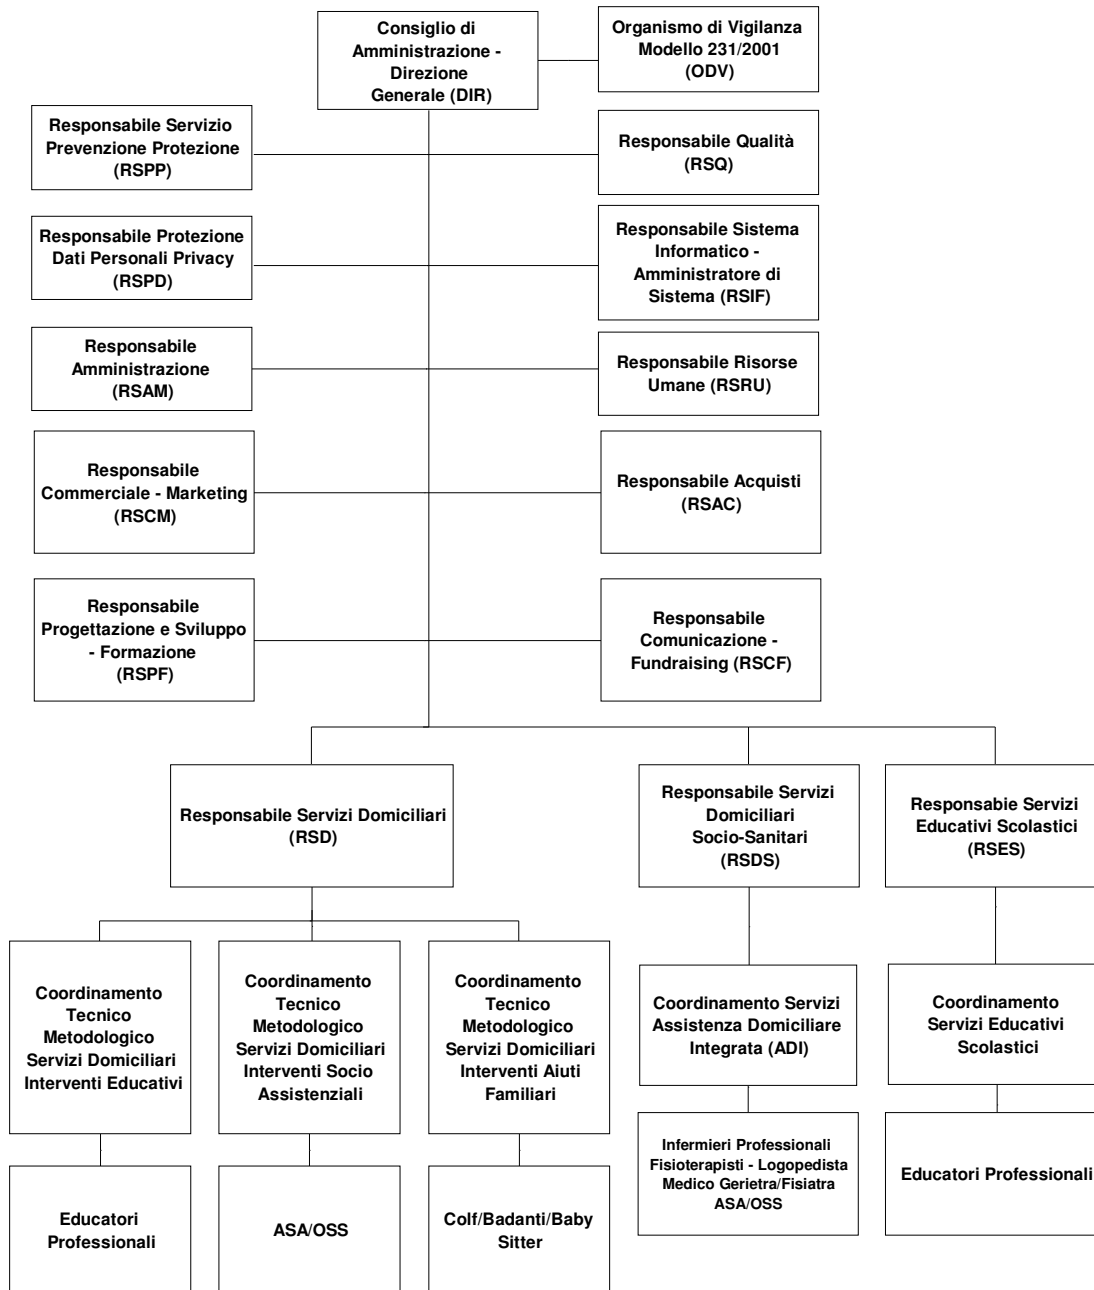 Consiglio di
Amministrazione -
Direzione
Generale (DIR)
Organismo di Vigilanza
Modello 231/2001
(ODV)
Responsabile Servizio
Prevenzione Protezione
(RSPP)
Responsabile Qualità
(RSQ)
Responsabile Protezione
Dati Personali Privacy
(RSPD)
Responsabile Sistema
Informatico -
Amministratore di
Sistema (RSIF)
Responsabile
Amministrazione
(RSAM)
Responsabile Risorse
Umane (RSRU)
Responsabile
Commerciale - Marketing
(RSCM)
Responsabile Acquisti
(RSAC)
Responsabile
Progettazione e Sviluppo
- Formazione
(RSPF)
Responsabile
Comunicazione -
Fundraising (RSCF)
Responsabile Servizi Domiciliari
(RSD)
Responsabile Servizi
Domiciliari
Socio-Sanitari
(RSDS)
Responsabie Servizi
Educativi Scolastici
(RSES)
Coordinamento
Tecnico
Metodologico
Servizi Domiciliari
Interventi Educativi
Coordinamento
Tecnico
Metodologico
Servizi Domiciliari
Interventi Socio
Assistenziali
Coordinamento
Tecnico
Metodologico
Servizi Domiciliari
Interventi Aiuti
Familiari
Coordinamento Servizi
Assistenza Domiciliare
Integrata (ADI)
Coordinamento
Servizi Educativi
Scolastici
Educatori
Professionali
ASA/OSS
Colf/Badanti/Baby
Sitter
Infermieri Professionali
Fisioterapisti - Logopedista
Medico Gerietra/Fisiatra
ASA/OSS
Educatori Professionali